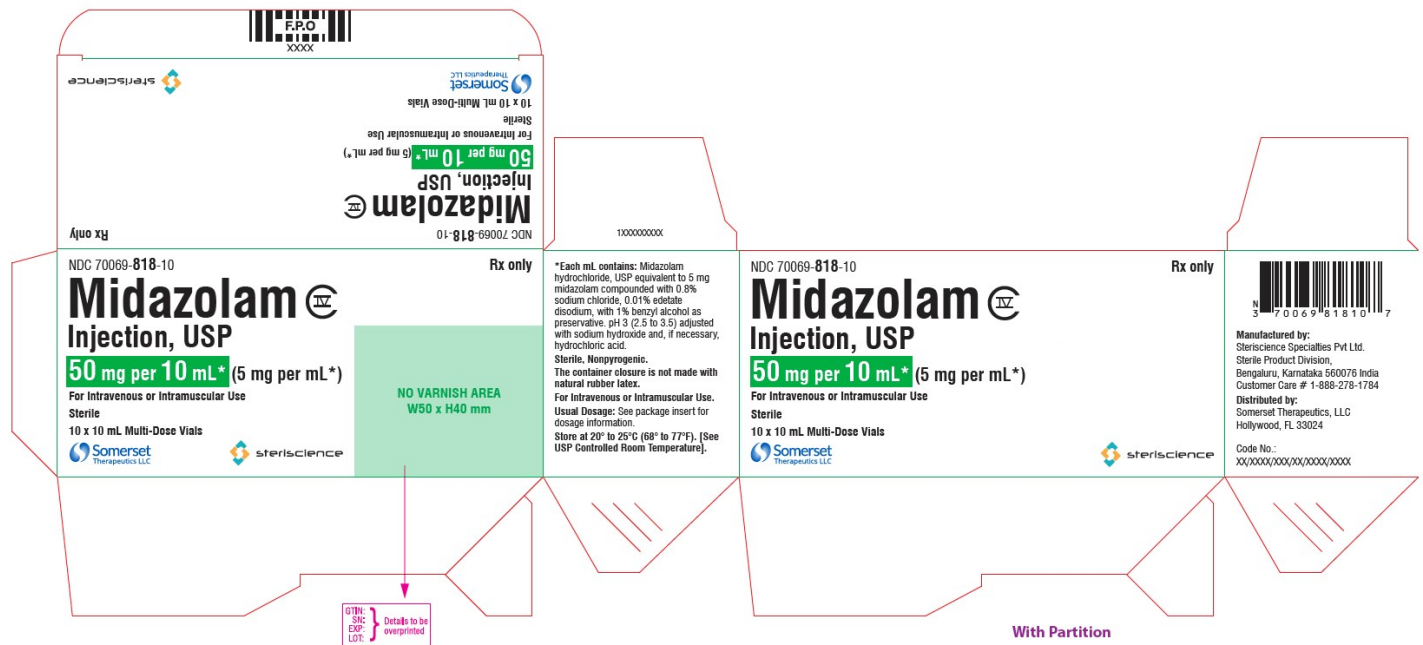 F.P.O
XXXX
steriscience
Somerset
Therapeutics LLC
10 x 10 mL Multi-Dose Vials
Sterile
For Intravenous or Intramuscular Use
50 mg per 10 mL* (5 mg per mL*)
Injection, USP
Midazolam CIV
NDC 70069-818-10
Rx only
NDC 70069-818-10
Rx only
Midazolam CIV
Injection, USP
50 mg per 10 mL* (5 mg per mL*)
For Intravenous or Intramuscular Use
Sterile
10 x 10 mL Multi-Dose Vials
Somerset
Therapeutics LLC
steriscience
NO VARNISH AREA
W50 x H40 mm
GTIN:
SN:
EXP:
LOT:
Details to be
overprinted
1XXXXXXXXX
*Each mL contains: Midazolam
hydrochloride, USP equivalent to 5 mg
midazolam compounded with 0.8%
sodium chloride, 0.01% edetate
disodium, with 1% benzyl alcohol as
preservative. pH 3 (2.5 to 3.5) adjusted
with sodium hydroxide and, if necessary,
hydrochloric acid.
Sterile, Nonpyrogenic.
The container closure is not made with
natural rubber latex.
For Intravenous or Intramuscular Use.
Usual Dosage: See package insert for
dosage information.
Store at 20° to 25°C (68° to 77°F). [See
USP Controlled Room Temperature].
NDC 70069-818-10
Rx only
Midazolam CIV
Injection, USP
50 mg per 10 mL* (5 mg per mL*)
For Intravenous or Intramuscular Use
Sterile
10 x 10 mL Multi-Dose Vials
Somerset
Therapeutics LLC
steriscience
N
3 70069 81810 7
Manufactured by:
Steriscience Specialties Pvt Ltd.
Sterile Product Division,
Bengaluru, Karnataka 560076 India
Customer Care # 1-888-278-1784
Distributed by:
Somerset Therapeutics, LLC
Hollywood, FL 33024
Code No.:
XX/XXXX/XXX/XX/XXXX/XXXX
With Partition